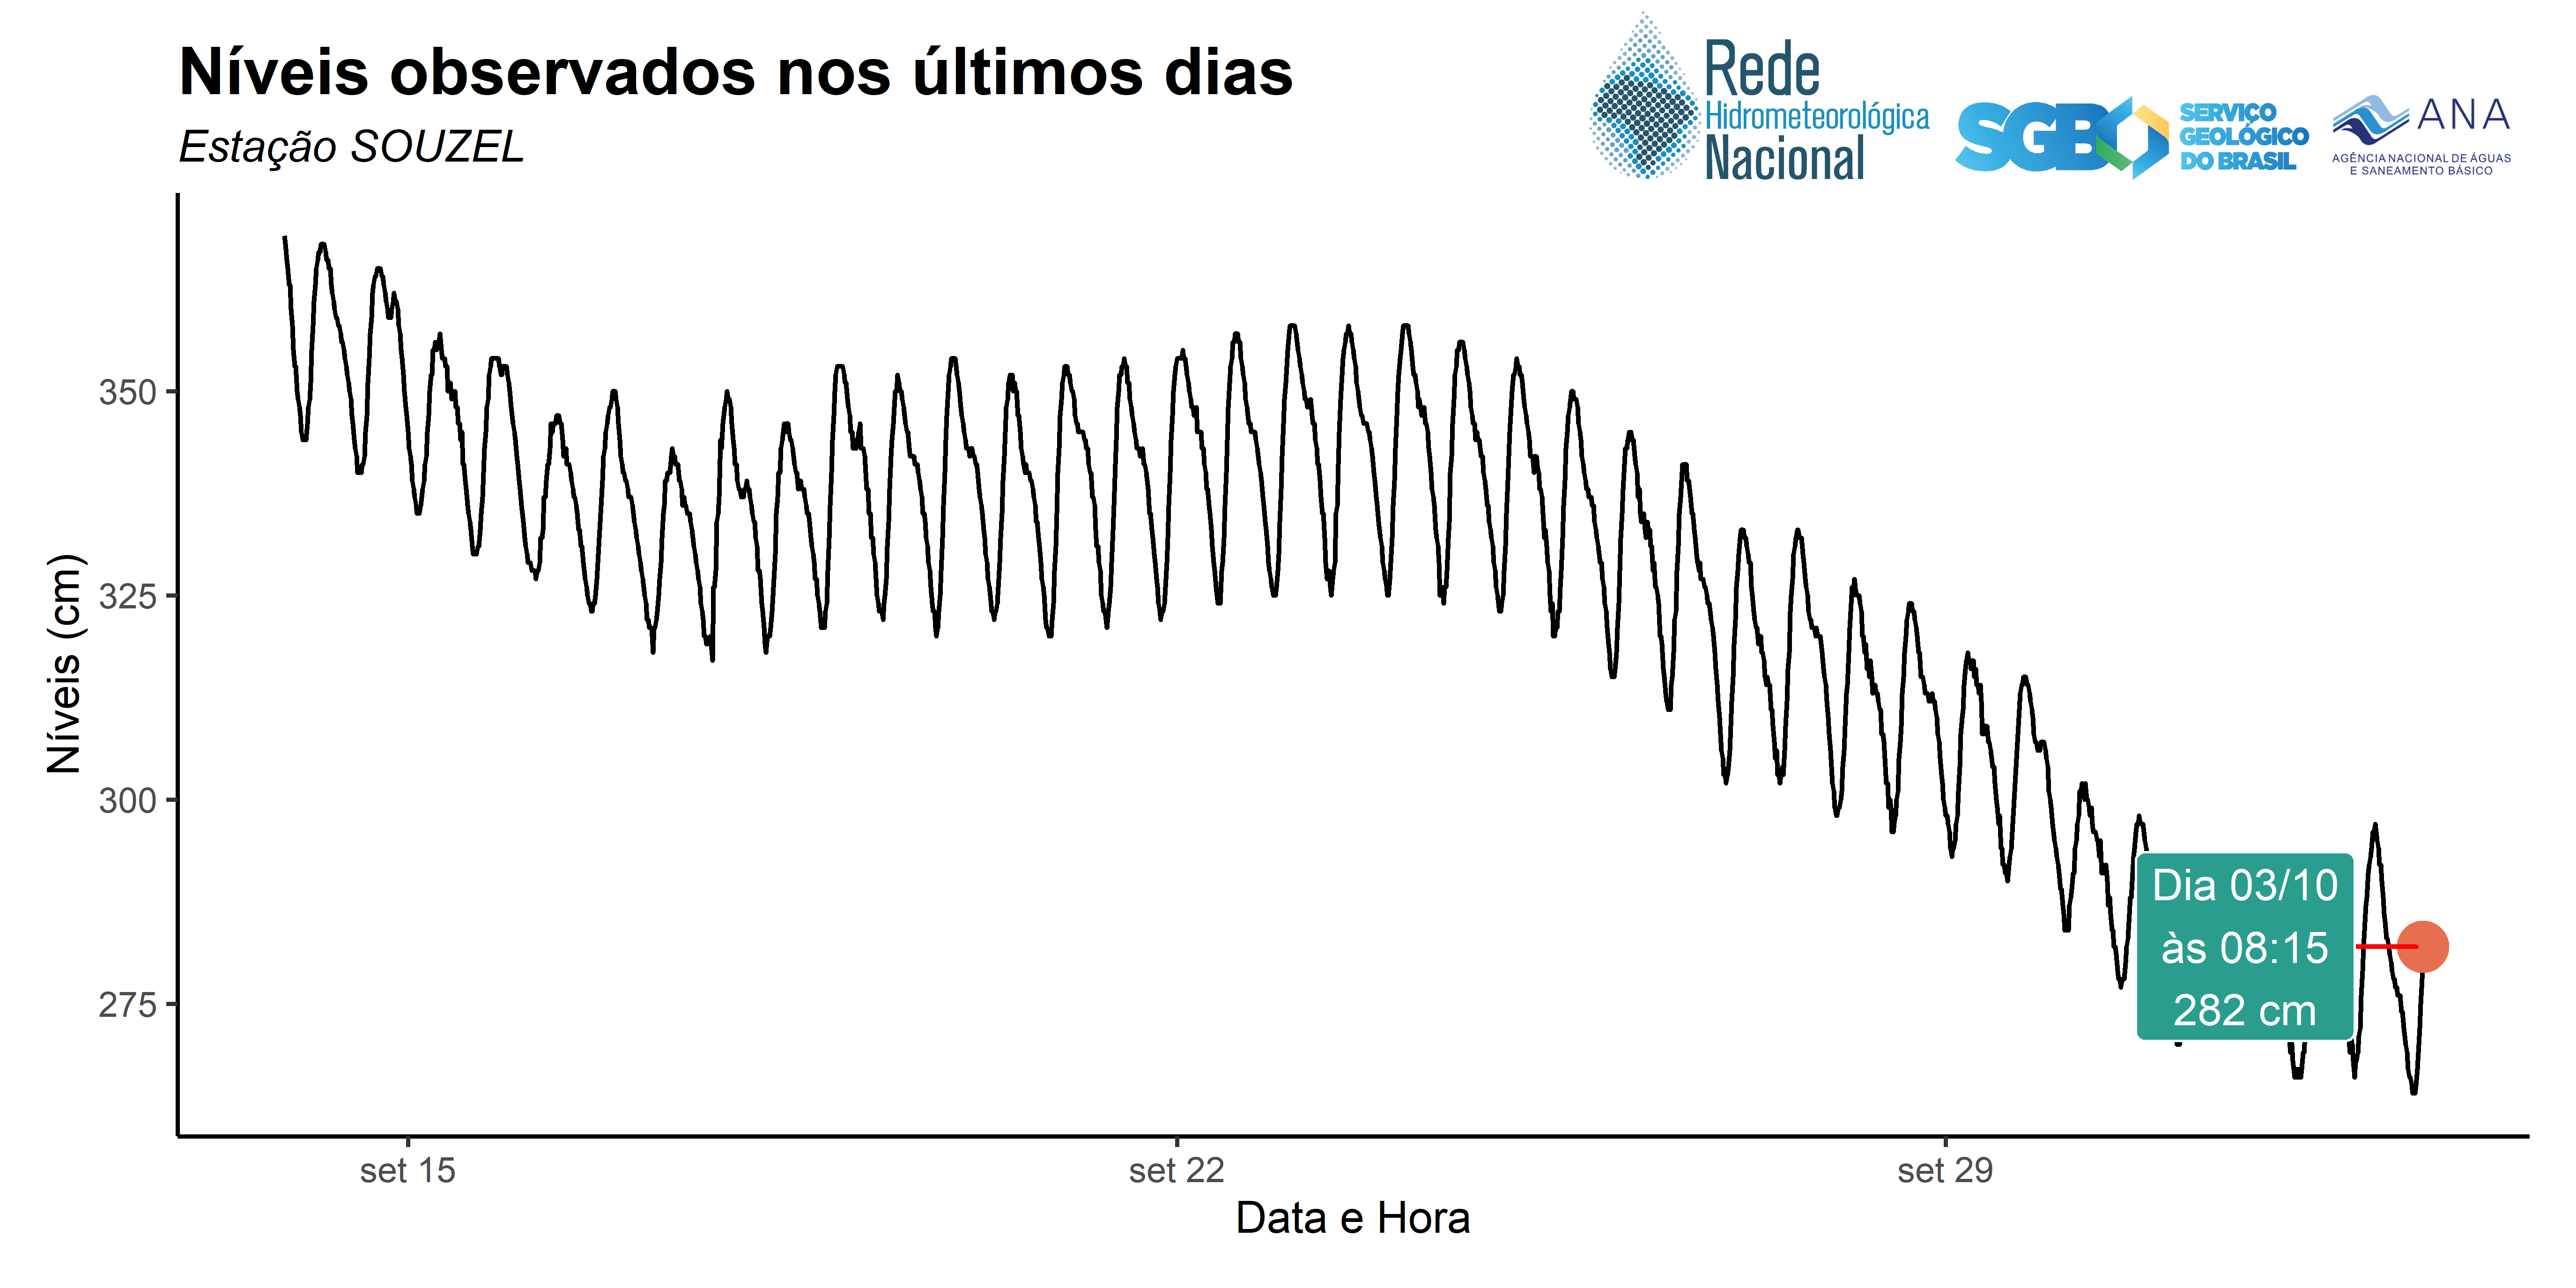 Níveis observados nos últimos dias
Estação SOUZEL
Rede
Hidrometeorológica
Nacional
SGB
SERVIÇO
GEOLÓGICO
DO BRASIL
ANA
AGÊNCIA NACIONAL DE ÁGUAS
E SANEAMENTO BÁSICO
Níveis (cm)
350
325
300
275
Dia 03/10
às 08:15
282 cm
set 15
set 22
set 29
Data e Hora